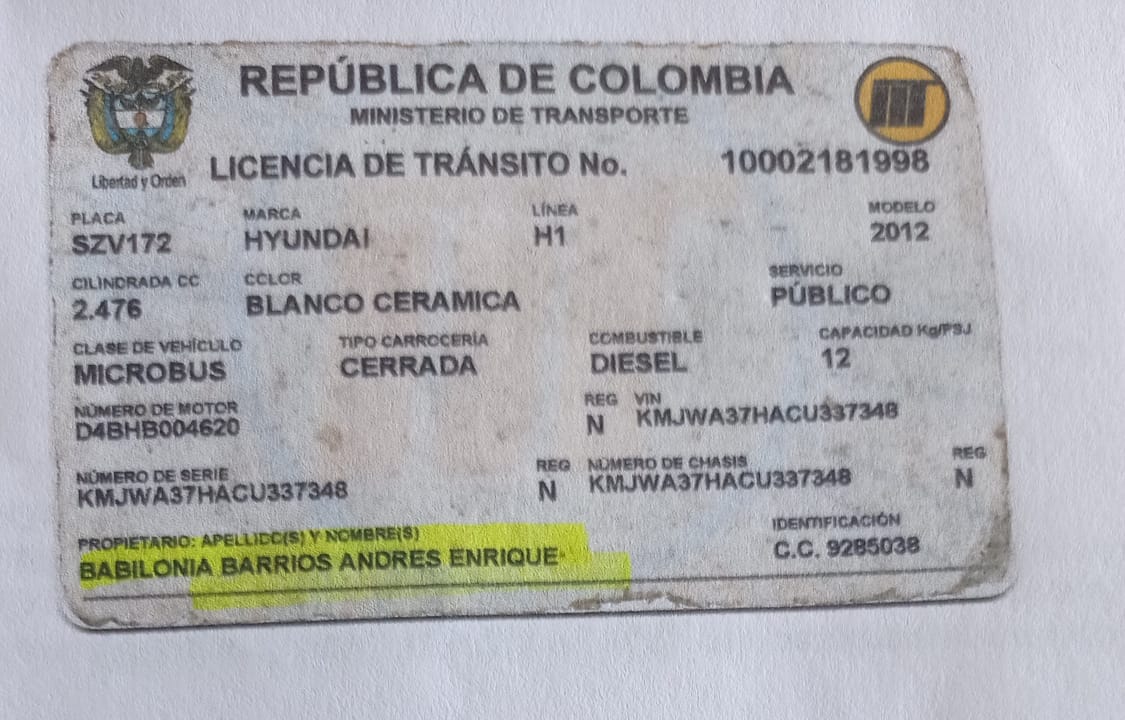 REPÚBLICA DE COLOMBIA
MINISTERIO DE TRANSPORTE
Libertad y Orden
LICENCIA DE TRÁNSITO No. 10002181998
PLACA MARCA LÍNEA MODELO
SZV172 HYUNDAI H1 2012
CILINDRADA CC COLOR SERVICIO
2.476 BLANCO CERAMICA PÚBLICO
CLASE DE VEHÍCULO TIPO CARROCERÍA COMBUSTIBLE CAPACIDAD Kg/PSJ
MICROBUS CERRADA DIESEL 12
NÚMERO DE MOTOR REG VIN
D4BHB004620 N KMJWA37HACU337348
NÚMERO DE SERIE REG NÚMERO DE CHASIS REG
KMJWA37HACU337348 N KMJWA37HACU337348 N
PROPIETARIO: APELLIDO(S) Y NOMBRE(S) IDENTIFICACIÓN
BABILONIA BARRIOS ANDRES ENRIQUE C.C. 9285038